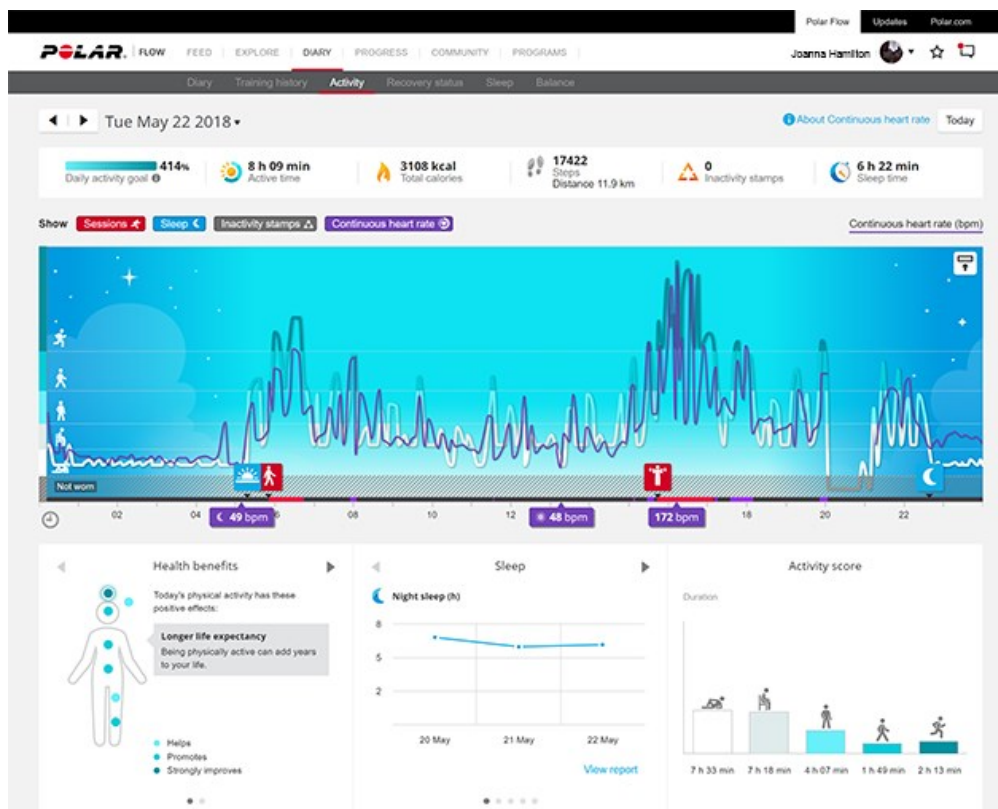 Polar Flow Updates Polar.com
POLAR. FLOW FEED EXPLORE DIARY PROGRESS COMMUNITY PROGRAMS Joanna Hamilton
Diary Training history Activity Recovery status Sleep Balance
Tue May 22 2018 About Continuous heart rate Today
414% Daily activity goal
8 h 09 min Active time
3108 kcal Total calories
17422
Steps
Distance 11.9 km
0 Inactivity stamps
6 h 22 min Sleep time
Show Sessions Sleep Inactivity stamps Continuous heart rate Continuous heart rate (bpm)
Not worn
02 04 6 08 10 12 18 20 22
49 bpm 48 bpm 172 bpm
Health benefits
Today's physical activity has these
positive effects:
Longer life expectancy
Being physically active can add years
to your life.
Helps
Promotes
Strongly improves
Sleep
Night sleep (h)
8
5
2
20 May 21 May 22 May
View report
Activity score
Duration
7 h 33 min 7 h 18 min 4 h 07 min 1 h 49 min 2 h 13 min